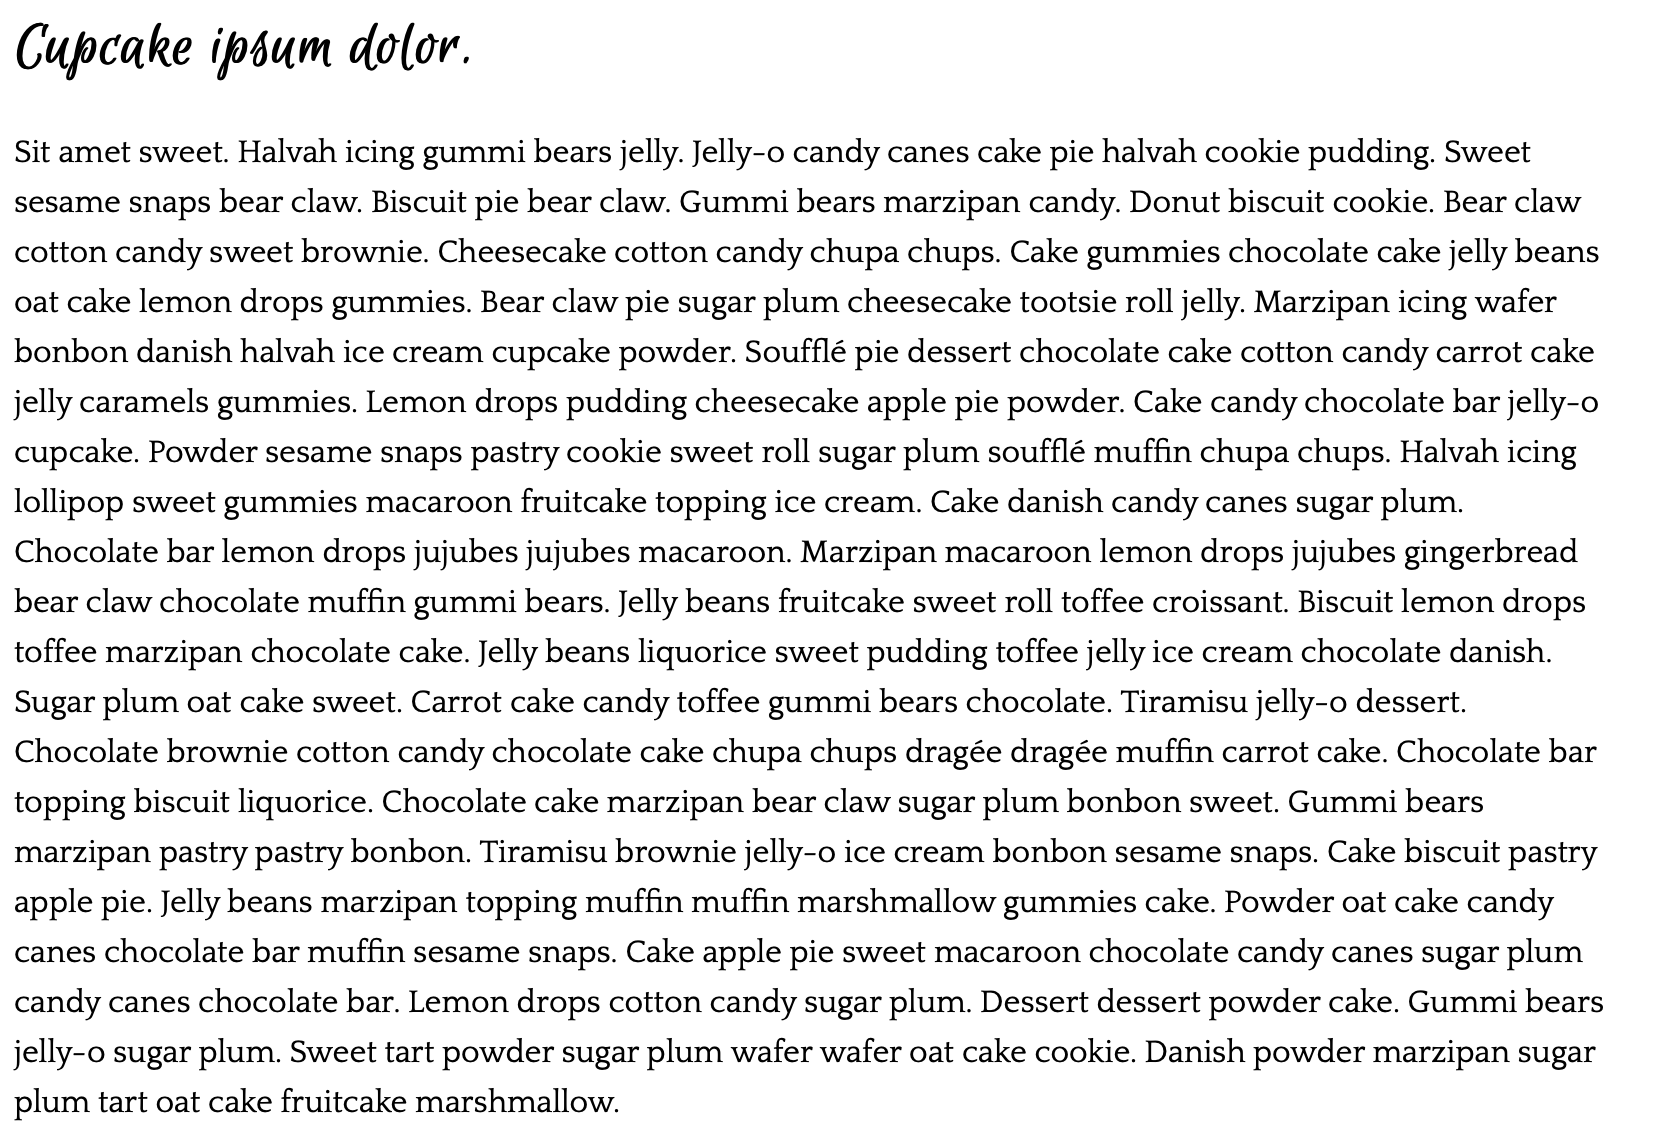 Cupcake ipsum dolor.
Sit amet sweet. Halvah icing gummi bears jelly. Jelly-o candy canes cake pie halvah cookie pudding. Sweet
sesame snaps bear claw. Biscuit pie bear claw. Gummi bears marzipan candy. Donut biscuit cookie. Bear claw
cotton candy sweet brownie. Cheesecake cotton candy chupa chups. Cake gummies chocolate cake jelly beans
oat cake lemon drops gummies. Bear claw pie sugar plum cheesecake tootsie roll jelly. Marzipan icing wafer
bonbon danish halvah ice cream cupcake powder. Soufflé pie dessert chocolate cake cotton candy carrot cake
jelly caramels gummies. Lemon drops pudding cheesecake apple pie powder. Cake candy chocolate bar jelly-o
cupcake. Powder sesame snaps pastry cookie sweet roll sugar plum soufflé muffin chupa chups. Halvah icing
lollipop sweet gummies macaroon fruitcake topping ice cream. Cake danish candy canes sugar plum.
Chocolate bar lemon drops jujubes jujubes macaroon. Marzipan macaroon lemon drops jujubes gingerbread
bear claw chocolate muffin gummi bears. Jelly beans fruitcake sweet roll toffee croissant. Biscuit lemon drops
toffee marzipan chocolate cake. Jelly beans liquorice sweet pudding toffee jelly ice cream chocolate danish.
Sugar plum oat cake sweet. Carrot cake candy toffee gummi bears chocolate. Tiramisu jelly-o dessert.
Chocolate brownie cotton candy chocolate cake chupa chups dragée dragée muffin carrot cake. Chocolate bar
topping biscuit liquorice. Chocolate cake marzipan bear claw sugar plum bonbon sweet. Gummi bears
marzipan pastry pastry bonbon. Tiramisu brownie jelly-o ice cream bonbon sesame snaps. Cake biscuit pastry
apple pie. Jelly beans marzipan topping muffin muffin marshmallow gummies cake. Powder oat cake candy
canes chocolate bar muffin sesame snaps. Cake apple pie sweet macaroon chocolate candy canes sugar plum
candy canes chocolate bar. Lemon drops cotton candy sugar plum. Dessert dessert powder cake. Gummi bears
jelly-o sugar plum. Sweet tart powder sugar plum wafer wafer oat cake cookie. Danish powder marzipan sugar
plum tart oat cake fruitcake marshmallow.